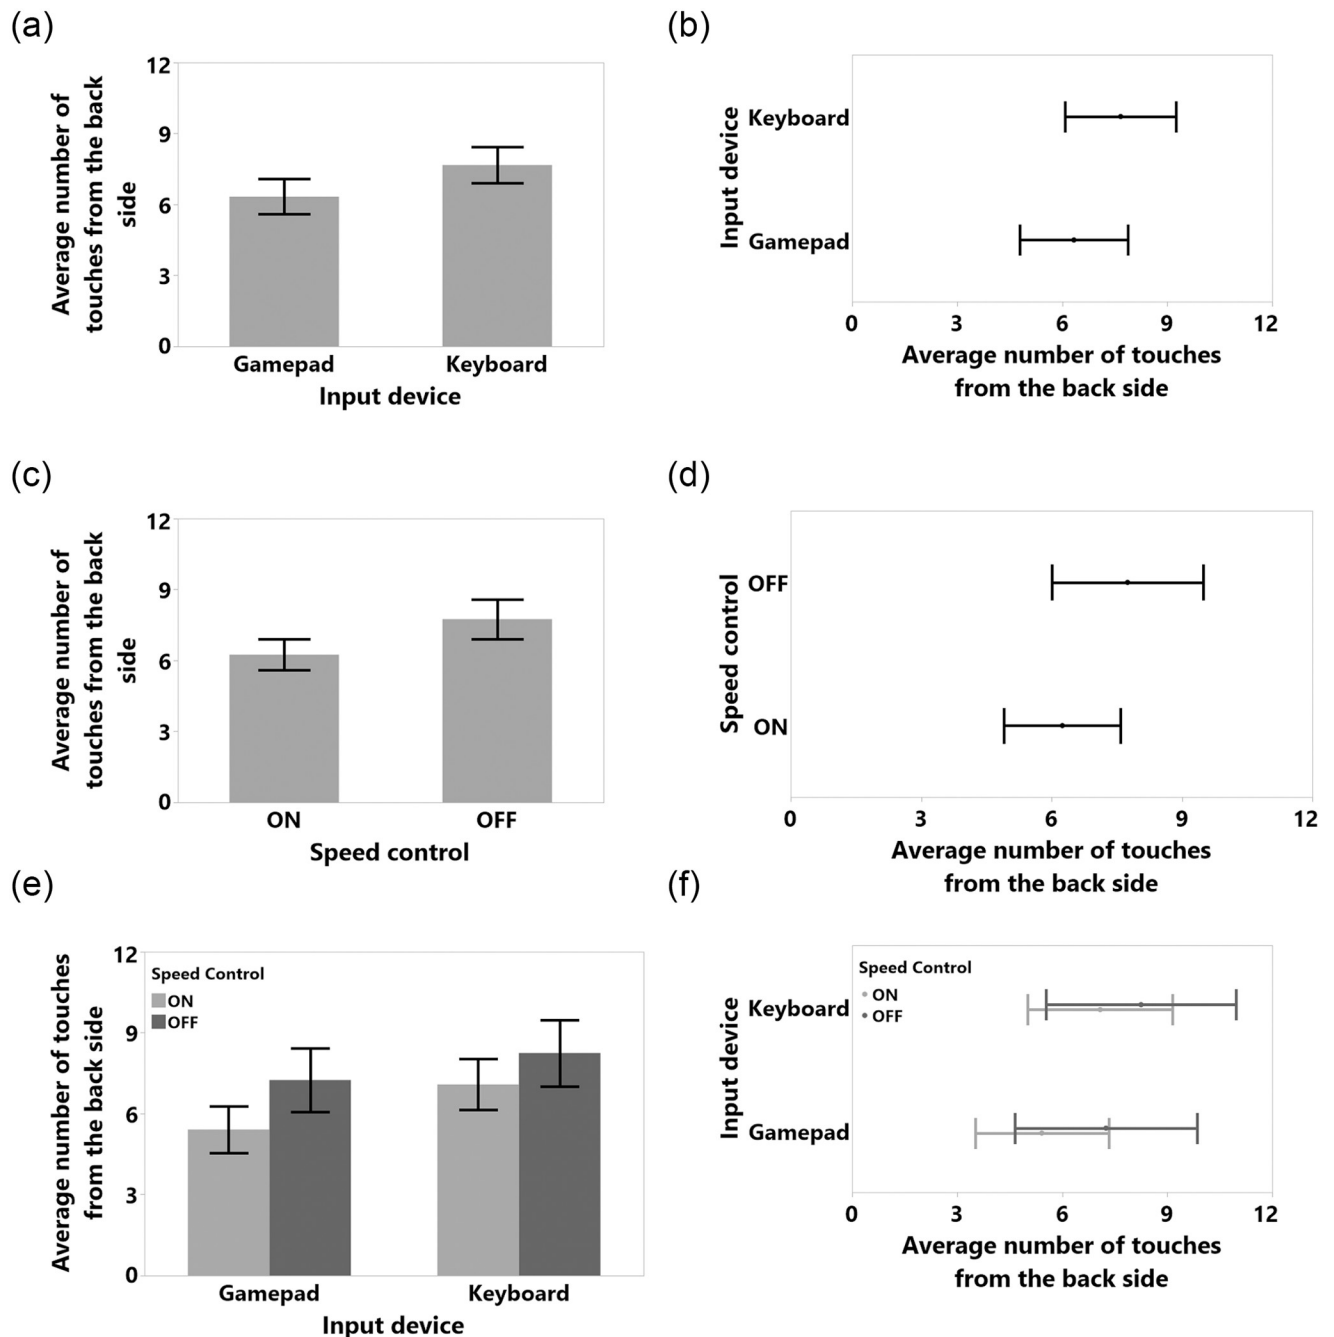 (a)
12
9
6
3
0
Average number of
touches from the back
side
Gamepad Keyboard
Input device
(b)
Input device
Keyboard
Gamepad
0 3 6 9 12
Average number of touches
from the back side
(c)
12
9
6
3
0
Average number of
touches from the back
side
ON OFF
Speed control
(d)
Speed control
OFF
ON
0 3 6 9 12
Average number of touches
from the back side
(e)
12
9
6
3
0
Average number of touches
from the back side
Speed Control
ON
OFF
Gamepad Keyboard
Input device
(f)
Input device
Keyboard
Gamepad
Speed Control
ON
OFF
0 3 6 9 12
Average number of touches
from the back side